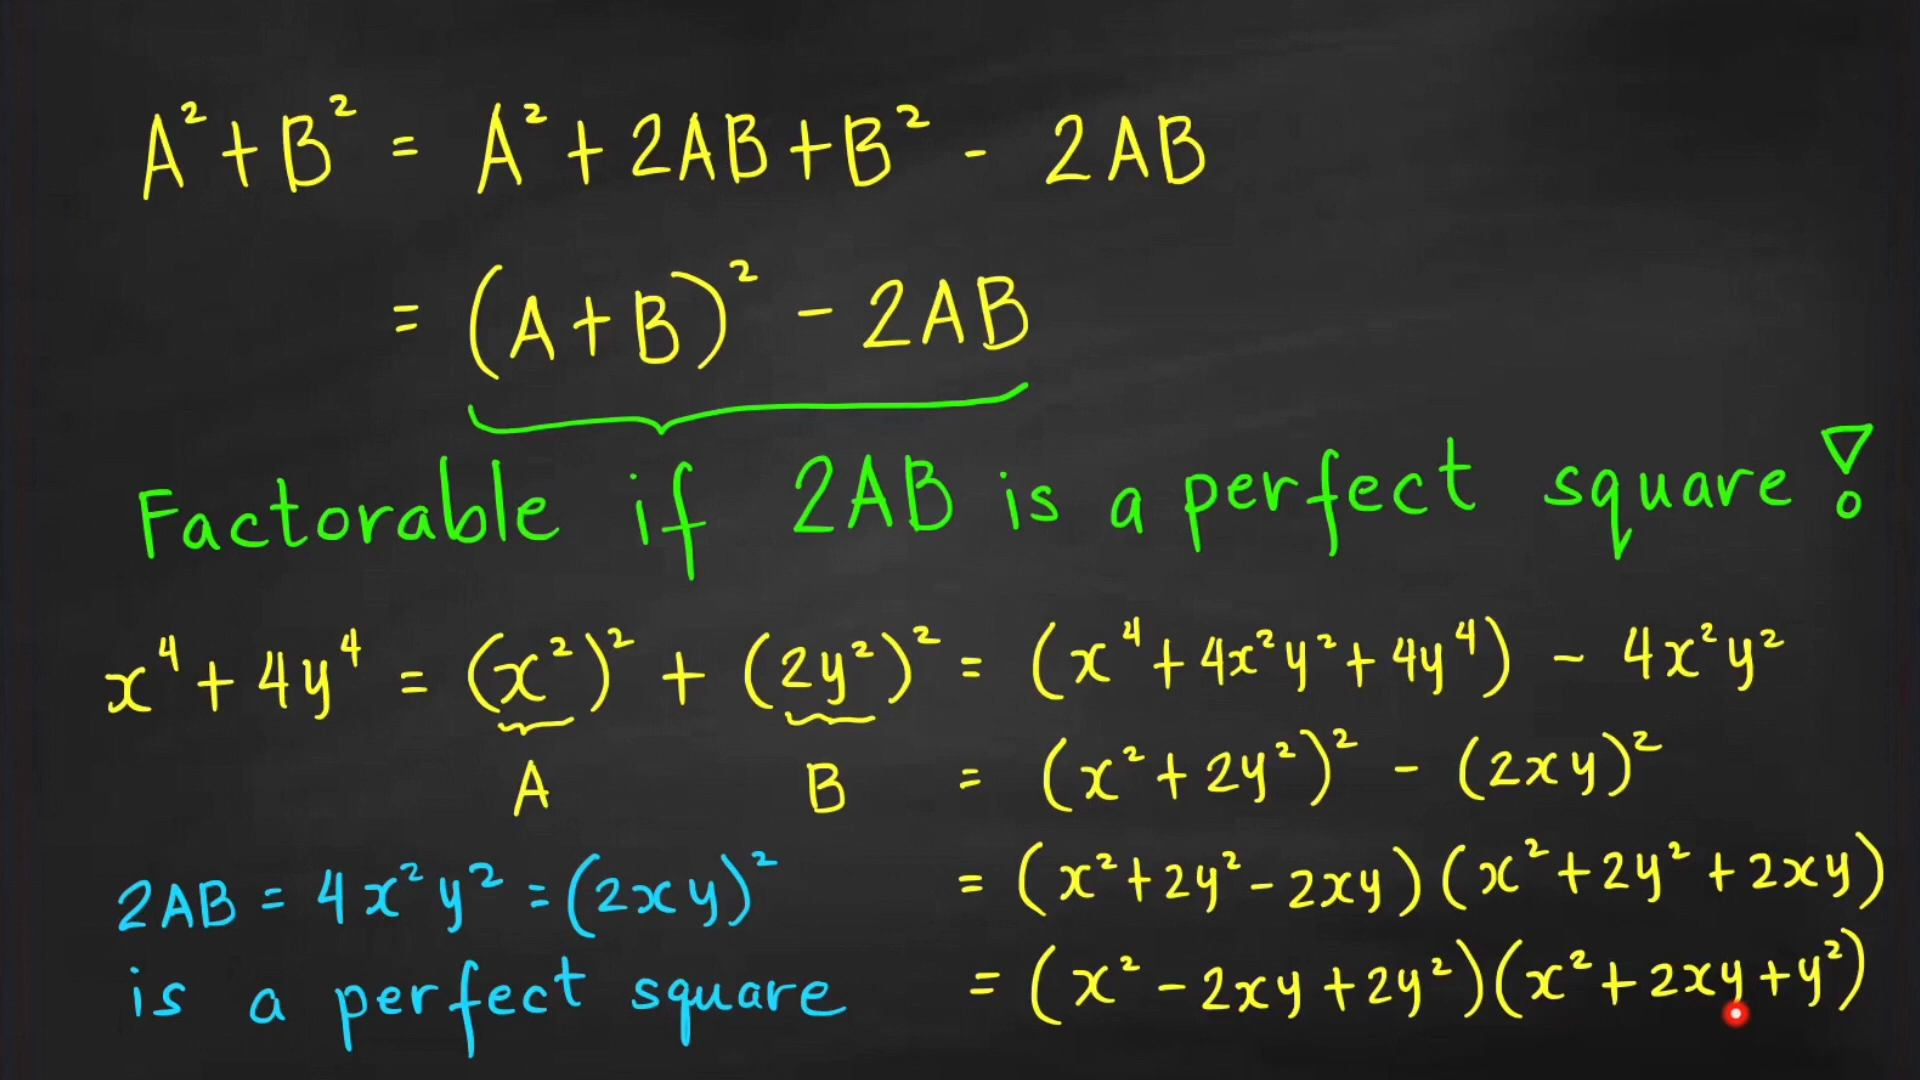 A² + B² = A² + 2AB + B² - 2AB
= (A + B)² - 2AB
Factorable if 2AB is a perfect square!
x⁴ + 4y⁴ = (x²)² + (2y²)² = (x⁴ + 4x²y² + 4y⁴) - 4x²y²
A B = (x² + 2y²)² - (2xy)²
2AB = 4x²y² = (2xy)²
is a perfect square
= (x² + 2y² - 2xy)(x² + 2y² + 2xy)
= (x² - 2xy + 2y²)(x² + 2xy + y²)